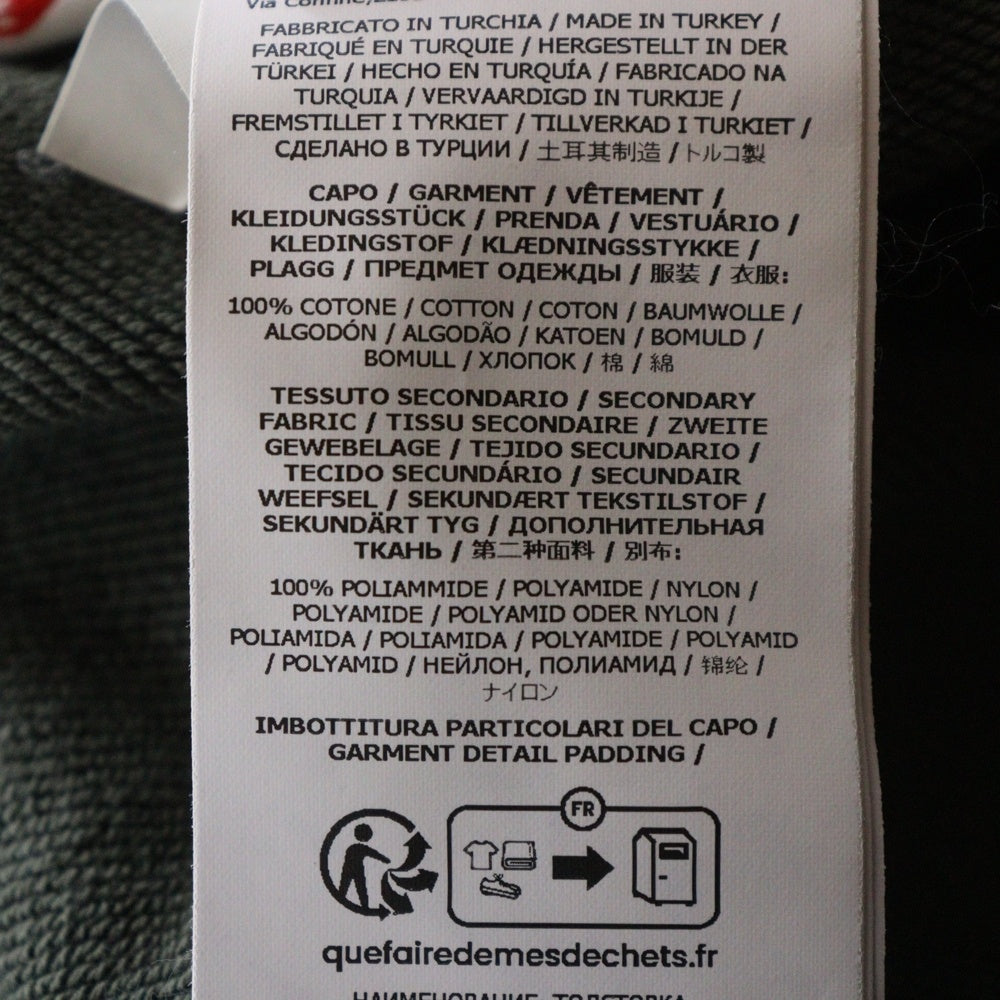 FABBRICATO IN TURCHIA / MADE IN TURKEY /
FABRIQUÉ EN TURQUIE / HERGESTELLT IN DER
TÜRKEI / HECHO EN TURQUÍA / FABRICADO NA
TURQUIA / VERVAARDIGD IN TURKIJE /
FREMSTILLET I TYRKIET / TILLVERKAD I TURKIET /
СДЕЛАНО В ТУРЦИИ / 土耳其制造 / トルコ製
CAPO / GARMENT / VÊTEMENT /
KLEIDUNGSSTÜCK / PRENDA / VESTUÁRIO /
KLEDINGSTOF / KLÆDNINGSSTYKKE /
PLAGG / ПРЕДМЕТ ОДЕЖДЫ / 服装 / 衣服:
100% COTONE / COTTON / COTON / BAUMWOLLE /
ALGODÓN / ALGODÃO / KATOEN / BOMULD /
BOMULL / ХЛОПОК / 棉 / 綿
TESSUTO SECONDARIO / SECONDARY
FABRIC / TISSU SECONDAIRE / ZWEITE
GEWEBELAGE / TEJIDO SECUNDARIO /
TECIDO SECUNDÁRIO / SECUNDAIR
WEEFSEL / SEKUNDÆRT TEKSTILSTOF /
SEKUNDÄRT TYG / ДОПОЛНИТЕЛЬНАЯ
ТКАНЬ / 第二种面料 / 別布:
100% POLIAMMIDE / POLYAMIDE / NYLON /
POLYAMIDE / POLYAMID ODER NYLON /
POLIAMIDA / POLIAMIDA / POLYAMIDE / POLYAMID
/ POLYAMID / НЕЙЛОН, ПОЛИАМИД / 锦纶 /
ナイロン
IMBOTTITURA PARTICOLARI DEL CAPO /
GARMENT DETAIL PADDING /
FR
quefairedemesdechets.fr
НАИМЕНОВАНИЕ ТОЛСТОВКА